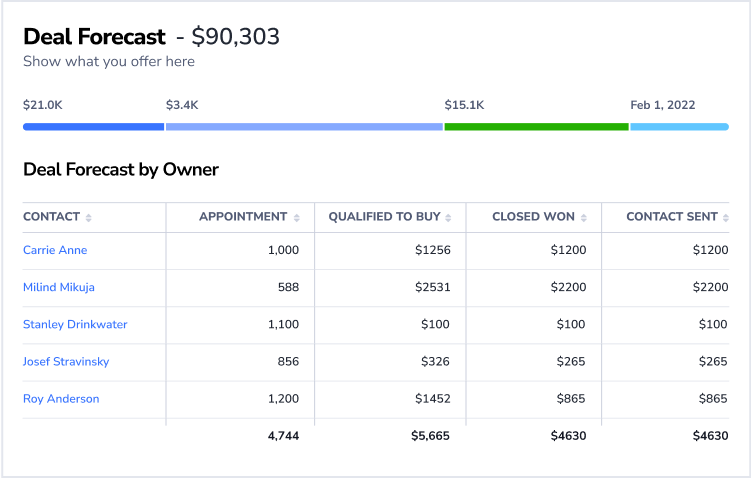 Deal Forecast - $90,303
Show what you offer here
$21.0K $3.4K $15.1K Feb 1, 2022
Deal Forecast by Owner
CONTACT APPOINTMENT QUALIFIED TO BUY CLOSED WON CONTACT SENT
Carrie Anne 1,000 $1256 $1200 $1200
Milind Mikuja 588 $2531 $2200 $2200
Stanley Drinkwater 1,100 $100 $100 $100
Josef Stravinsky 856 $326 $265 $265
Roy Anderson 1,200 $1452 $865 $865
4,744 $5,665 $4630 $4630